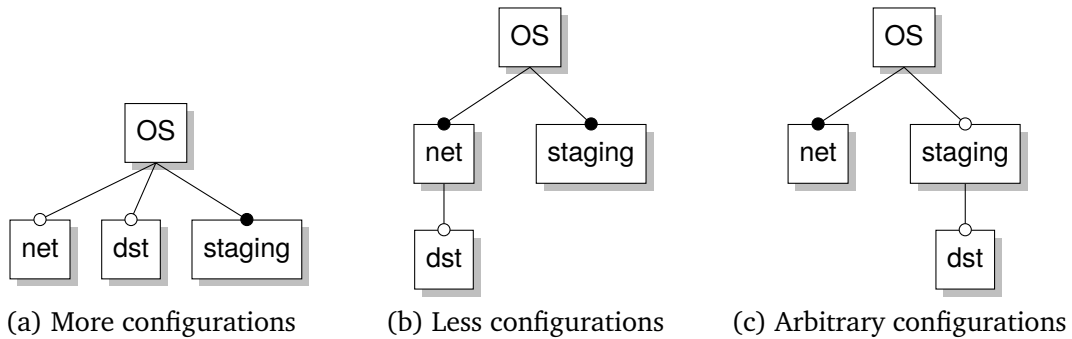 OS
net
dst
staging
(a) More configurations
OS
net
staging
dst
(b) Less configurations
OS
net
staging
dst
(c) Arbitrary configurations